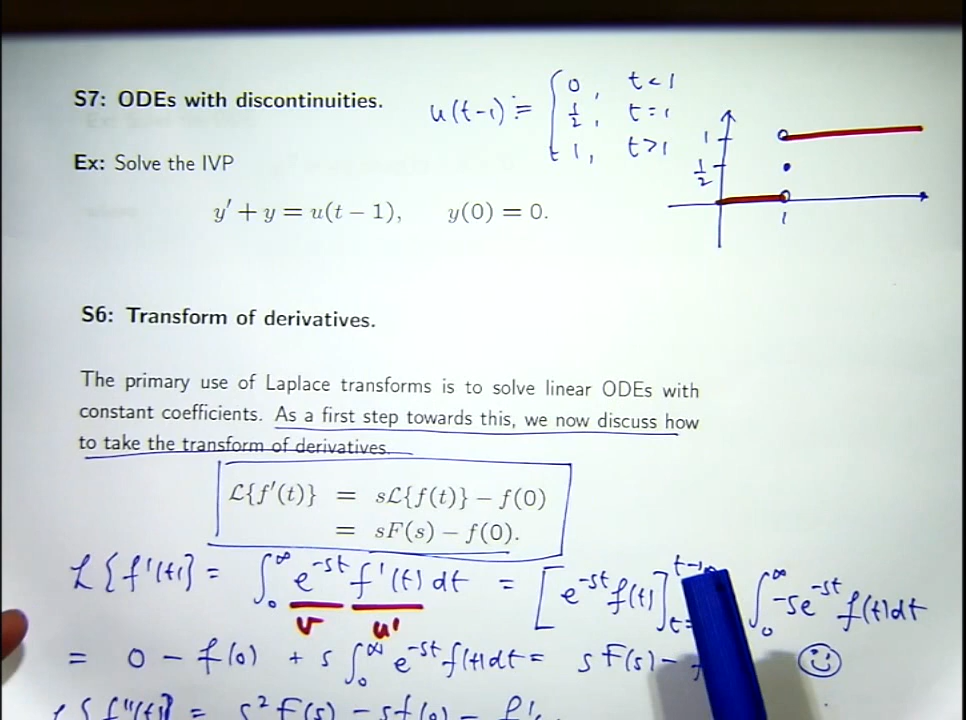 S7: ODEs with discontinuities.
u(t-1) := { 0, t < 1
1/2, t = 1
1, t > 1
1
1/2
1
Ex: Solve the IVP
y′ + y = u(t − 1), y(0) = 0.
S6: Transform of derivatives.
The primary use of Laplace transforms is to solve linear ODEs with
constant coefficients. As a first step towards this, we now discuss how
to take the transform of derivatives.
ℒ{f′(t)} = sℒ{f(t)} − f(0)
= sF(s) − f(0).
ℒ{f'(t)} = ∫₀^∞ e^{-st} f'(t) dt = [e^{-st} f(t)] ∫₀^∞ -se^{-st} f(t) dt
v u'
= 0 - f(0) + s ∫₀^∞ e^{-st} f(t) dt = sF(s) -
ℒ{f''(t)} = s²F(s) - sf(0) -